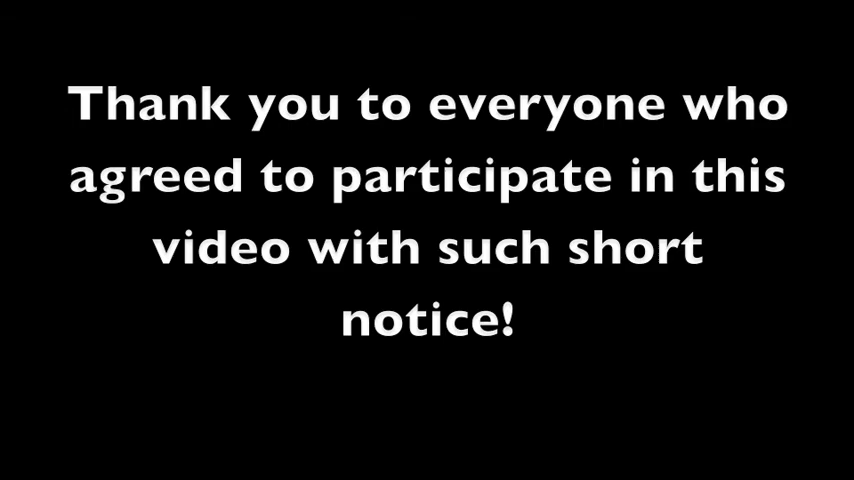 Thank you to everyone who
agreed to participate in this
video with such short
notice!